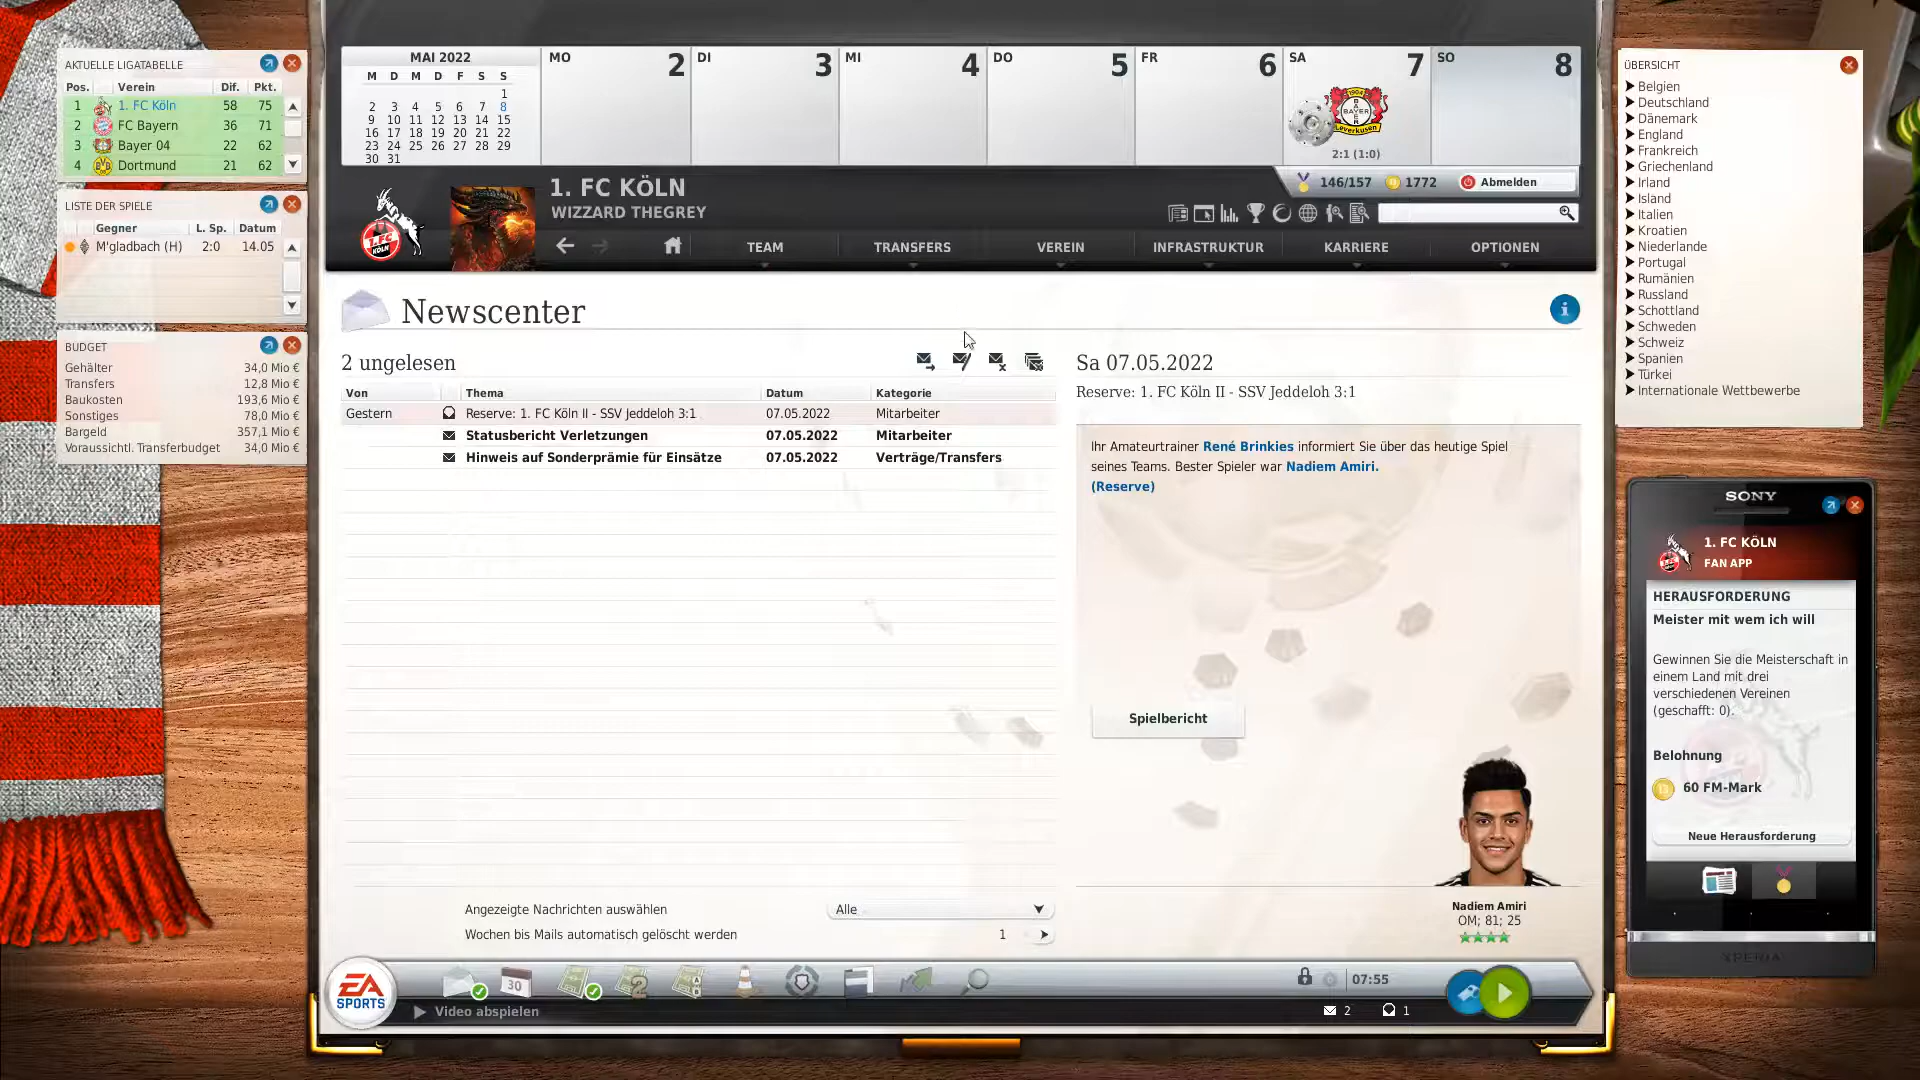 AKTUELLE LIGATABELLE
Pos. Verein Dif. Pkt.
1 1. FC Köln 58 75
2 FC Bayern 36 71
3 Bayer 04 22 62
4 Dortmund 21 62
LISTE DER SPIELE
Gegner L. Sp. Datum
M'gladbach (H) 2:0 14.05
BUDGET
Gehälter 34,0 Mio €
Transfers 12,8 Mio €
Baukosten 193,6 Mio €
Sonstiges 78,0 Mio €
Bargeld 357,1 Mio €
Voraussichtl. Transferbudget 34,0 Mio €
MAI 2022
M D M D F S S
1
2 3 4 5 6 7 8
9 10 11 12 13 14 15
16 17 18 19 20 21 22
23 24 25 26 27 28 29
30 31
MO 2 DI 3 MI 4 DO 5 FR 6 SA 7 SO 8
1904
BAYER
BAYER
Leverkusen
2:1 (1:0)
1. FC KÖLN
WIZZARD THEGREY
146/157 1772 Abmelden
1.FC
KÖLN
TEAM TRANSFERS VEREIN INFRASTRUKTUR KARRIERE OPTIONEN
Newscenter
2 ungelesen
Von Thema Datum Kategorie
Gestern Reserve: 1. FC Köln II - SSV Jeddeloh 3:1 07.05.2022 Mitarbeiter
Statusbericht Verletzungen 07.05.2022 Mitarbeiter
Hinweis auf Sonderprämie für Einsätze 07.05.2022 Verträge/Transfers
Angezeigte Nachrichten auswählen Alle
Wochen bis Mails automatisch gelöscht werden 1
Sa 07.05.2022
Reserve: 1. FC Köln II - SSV Jeddeloh 3:1
Ihr Amateurtrainer René Brinkies informiert Sie über das heutige Spiel
seines Teams. Bester Spieler war Nadiem Amiri.
(Reserve)
Spielbericht
Nadiem Amiri
OM; 81; 25
EA
SPORTS
30
2
07:55
Video abspielen
2 1
ÜBERSICHT
Belgien
Deutschland
Dänemark
England
Frankreich
Griechenland
Irland
Island
Italien
Kroatien
Niederlande
Portugal
Rumänien
Russland
Schottland
Schweden
Schweiz
Spanien
Türkei
Internationale Wettbewerbe
SONY
1. FC KÖLN
FAN APP
HERAUSFORDERUNG
Meister mit wem ich will
Gewinnen Sie die Meisterschaft in
einem Land mit drei
verschiedenen Vereinen
(geschafft: 0).
Belohnung
60 FM-Mark
Neue Herausforderung
XPERIA